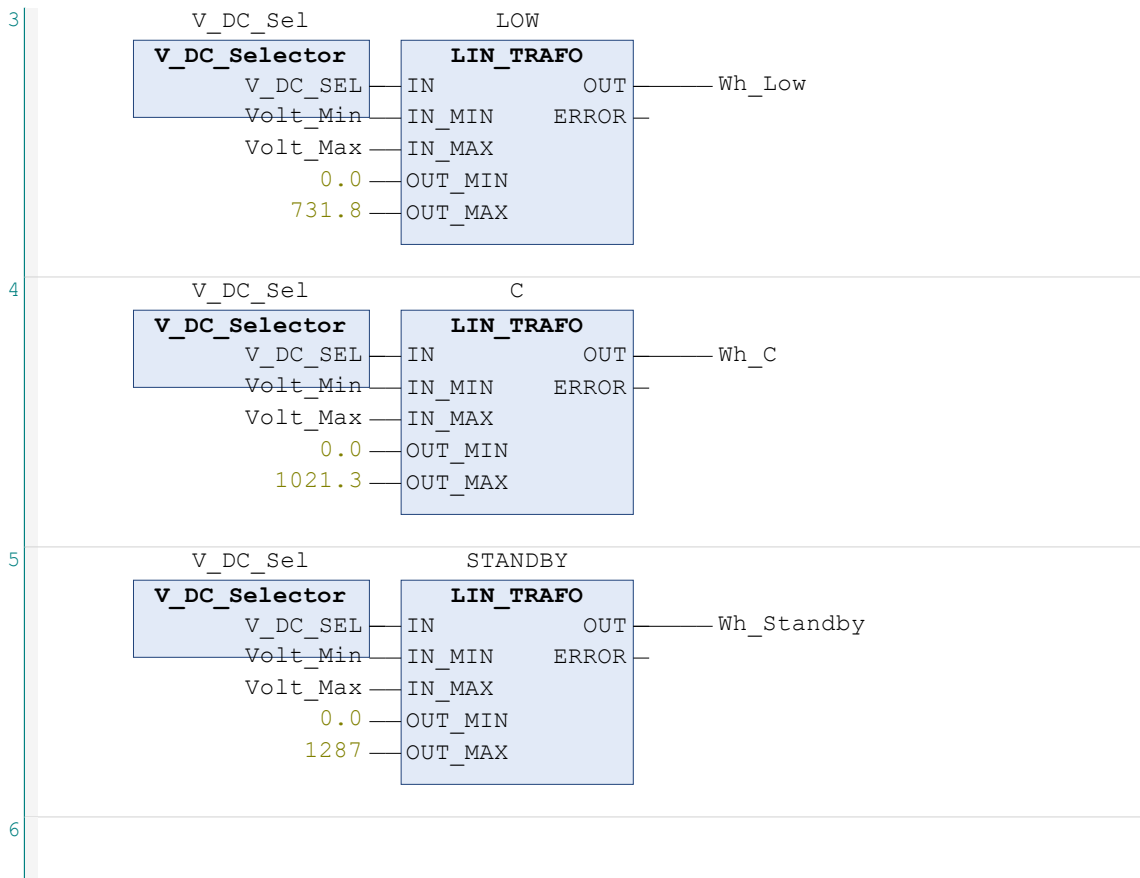 3
V_DC_Sel LOW
V_DC_Selector LIN_TRAFO
V_DC_SEL IN OUT Wh_Low
Volt_Min IN_MIN ERROR
Volt_Max IN_MAX
0.0 OUT_MIN
731.8 OUT_MAX
4
V_DC_Sel C
V_DC_Selector LIN_TRAFO
V_DC_SEL IN OUT Wh_C
Volt_Min IN_MIN ERROR
Volt_Max IN_MAX
0.0 OUT_MIN
1021.3 OUT_MAX
5
V_DC_Sel STANDBY
V_DC_Selector LIN_TRAFO
V_DC_SEL IN OUT Wh_Standby
Volt_Min IN_MIN ERROR
Volt_Max IN_MAX
0.0 OUT_MIN
1287 OUT_MAX
6